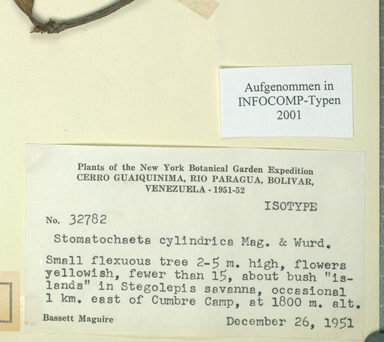 Aufgenommen in
INFOCOMP-Typen
2001
Plants of the New York Botanical Garden Expedition
CERRO GUAIQUINIMA, RIO PARAGUA, BOLIVAR,
VENEZUELA - 1951-52
ISOTYPE
No. 32782
Stomatochaeta cylindrica Mag. & Wurd.
Small flexuous tree 2-5 m. high, flowers
yellowish, fewer than 15, about bush "is-
lands" in Stegolepis savanna, occasional
1 km. east of Cumbre Camp, at 1800 m. alt.
Bassett Maguire December 26, 1951